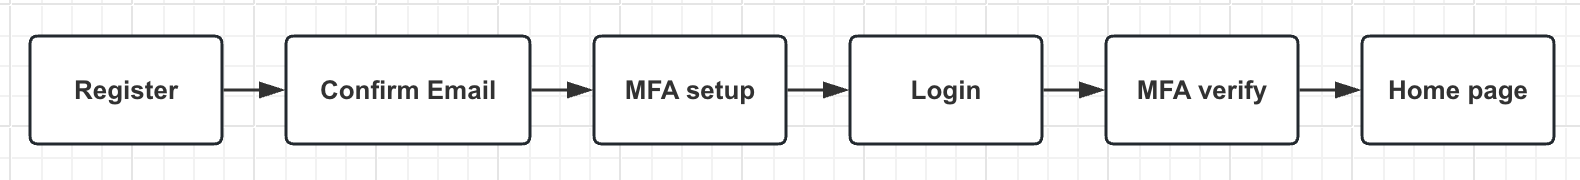 Register
Confirm Email
MFA setup
Login
MFA verify
Home page